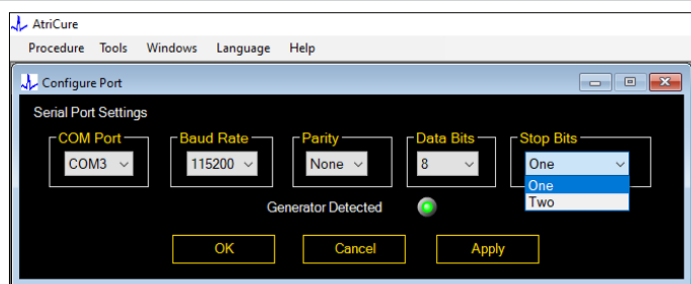 AtriCure
Procedure Tools Windows Language Help
Configure Port
Serial Port Settings
COM Port Baud Rate Parity Data Bits Stop Bits
COM3 115200 None 8 One
One
Two
Generator Detected
OK Cancel Apply